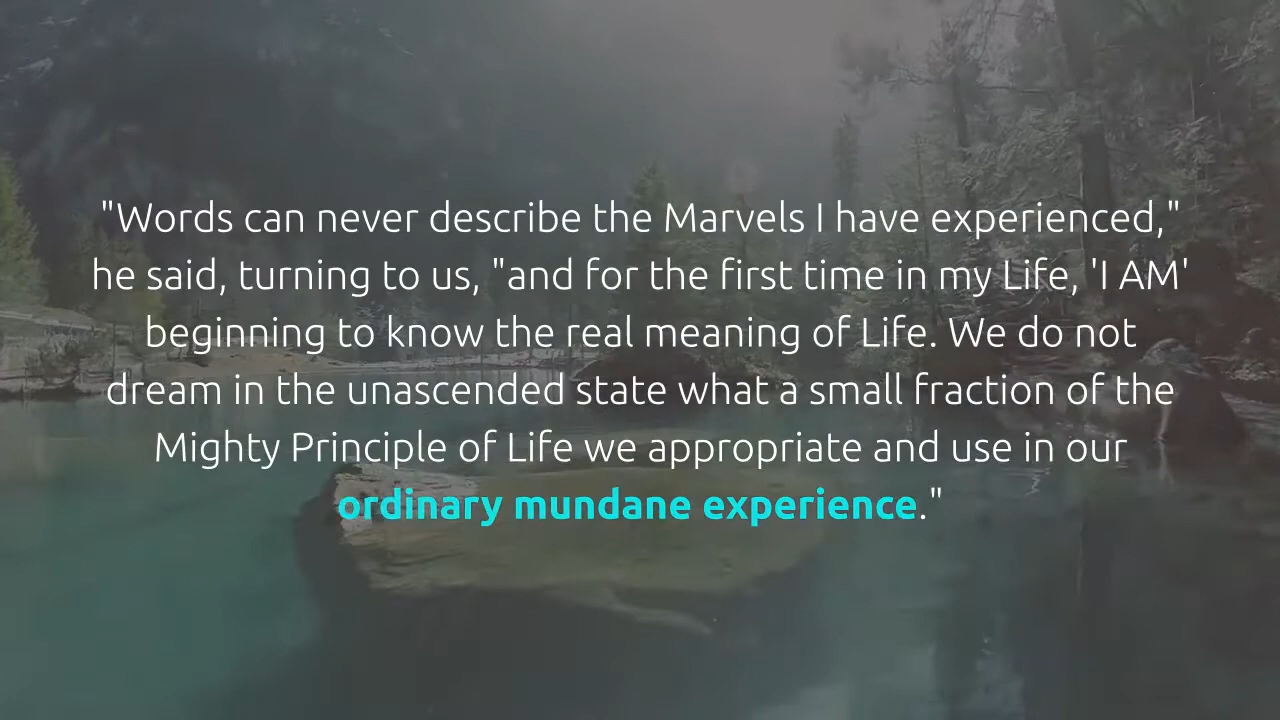 "Words can never describe the Marvels I have experienced,"
he said, turning to us, "and for the first time in my Life, 'I AM'
beginning to know the real meaning of Life. We do not
dream in the unascended state what a small fraction of the
Mighty Principle of Life we appropriate and use in our
ordinary mundane experience."